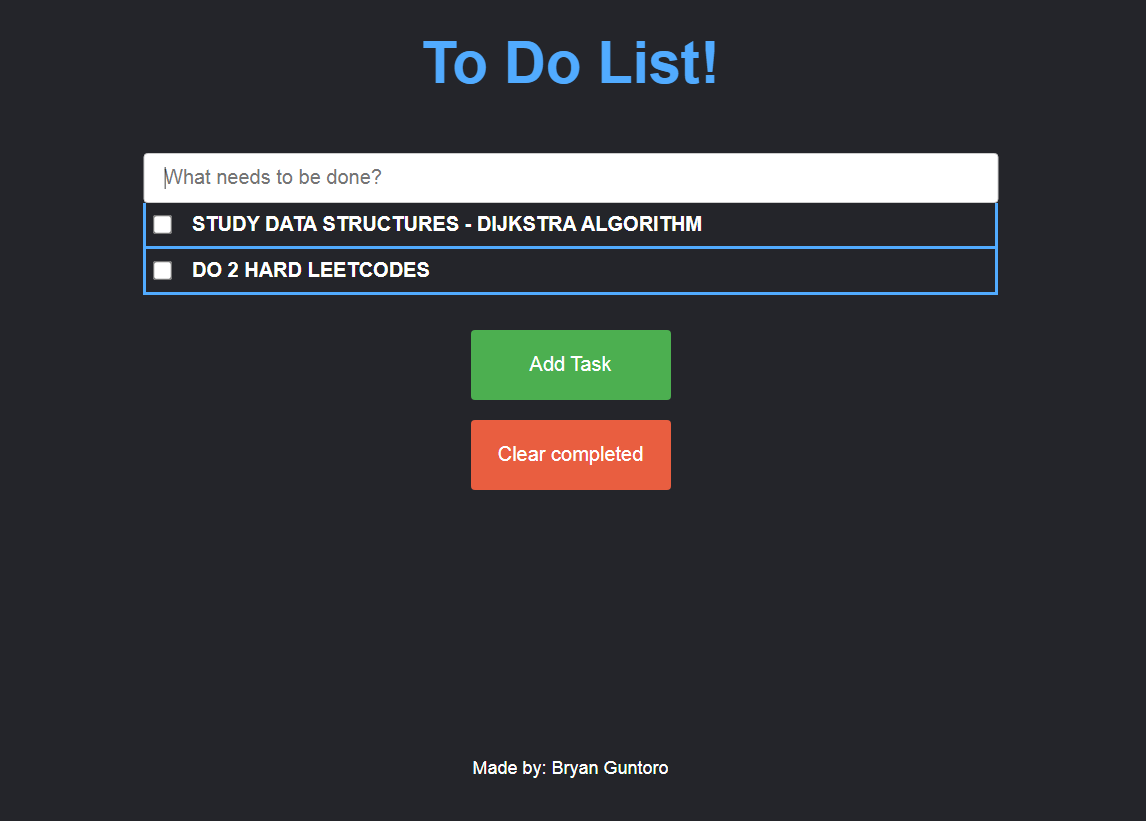 To Do List!
What needs to be done?
STUDY DATA STRUCTURES - DIJKSTRA ALGORITHM
DO 2 HARD LEETCODES
Add Task
Clear completed
Made by: Bryan Guntoro